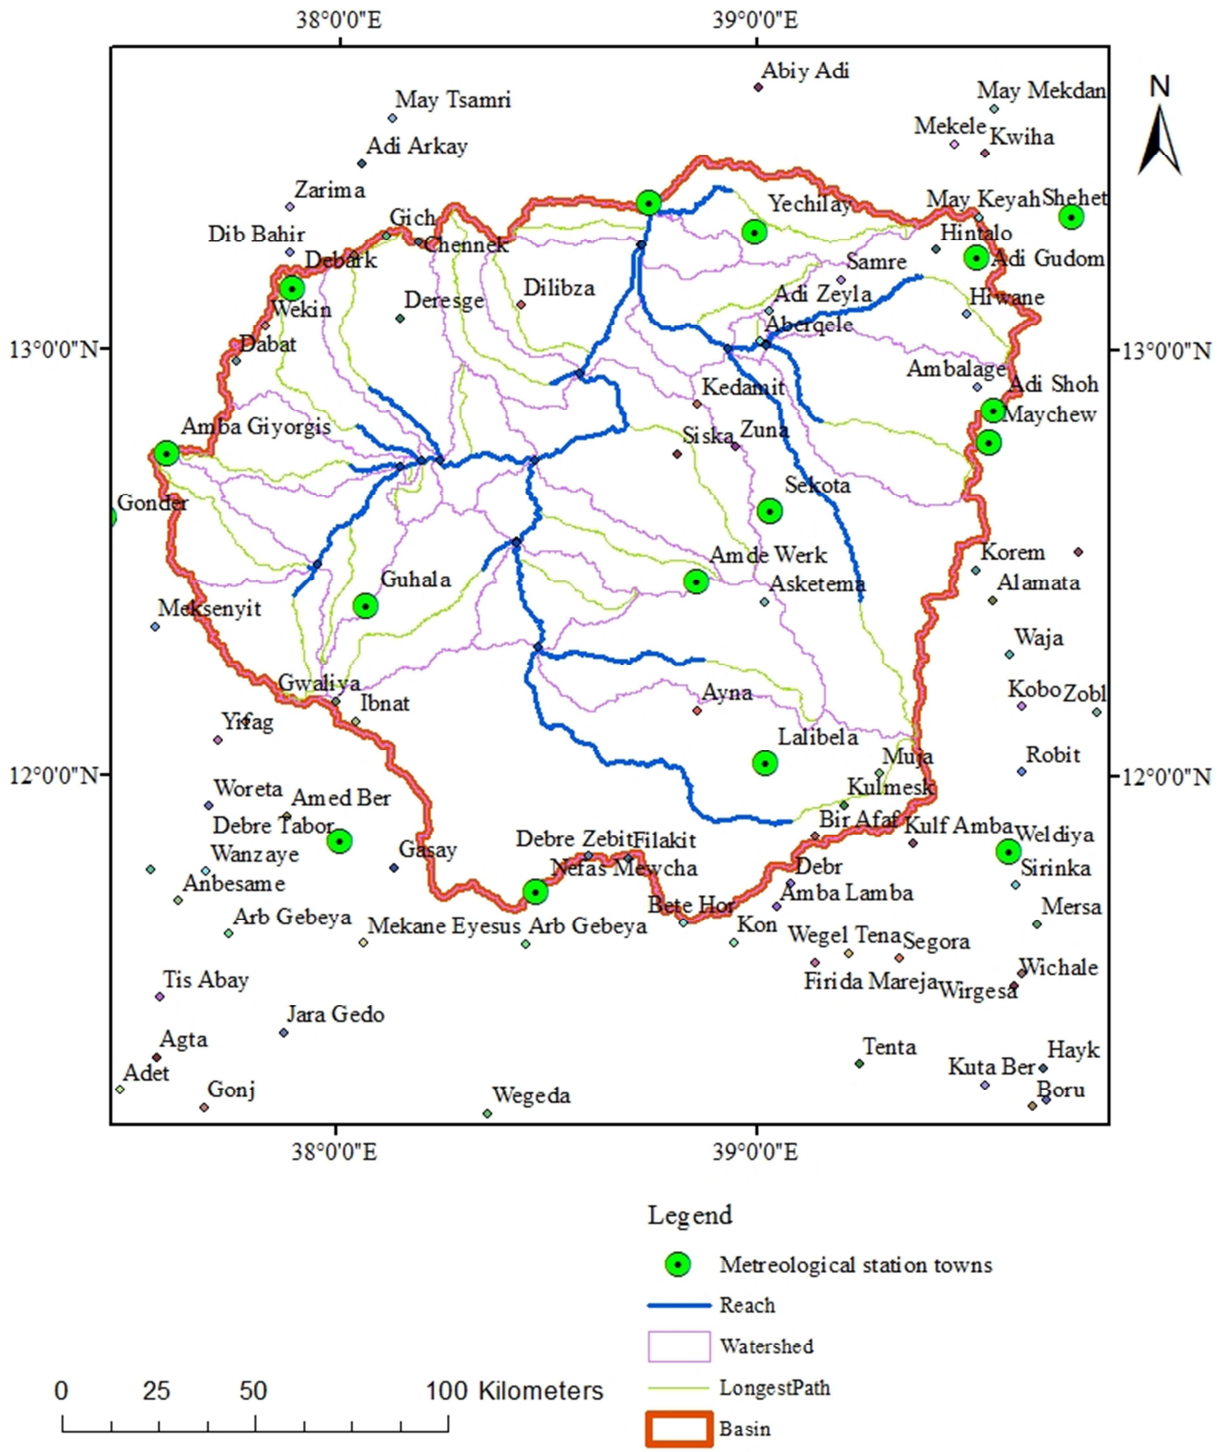 38°0'0"E 39°0'0"E
Abiy Adi
N
May Tsamri
May Mekdan
Mekele
Kwiha
Adi Arkay
Zarima
Yechilay
May Keyah
Shehet
Gich
Dib Bahir
Chennek
Hintalo
Debark
Samre
Adi Gudom
Dilibza
Adi Zeyla
Deresge
Hiwane
Wekin
Aberqele
Dabat
13°0'0"N
13°0'0"N
Ambalage
Kedamit
Adi Shoh
Maychew
Amba Giyorgis
Siska
Zuna
Sekota
Gonder
Amde Werk
Korem
Guhala
Asketema
Alamata
Meksenyit
Waja
Gwaliya
Ayna
Kobo
Zobl
Ibnat
Yifag
Lalibela
Muja
Robit
12°0'0"N
12°0'0"N
Woreta
Amed Ber
Kulmesk
Debre Tabor
Bir Afaf
Kulf Amba
Weldiya
Gasay
Debre Zebit
Filakit
Wanzaye
Nefas Mewcha
Debr
Sirinka
Anbesame
Amba Lamba
Bete Hor
Mersa
Arb Gebeya
Mekane Eyesus
Arb Gebeya
Kon
Wegel Tena
Segora
Firida Mareja
Wichale
Wirgesa
Tis Abay
Jara Gedo
Agta
Tenta
Hayk
Adet
Kuta Ber
Gonj
Wegeda
Boru
38°0'0"E 39°0'0"E
Legend
Metreological station towns
Reach
Watershed
LongestPath
Basin
0 25 50 100 Kilometers